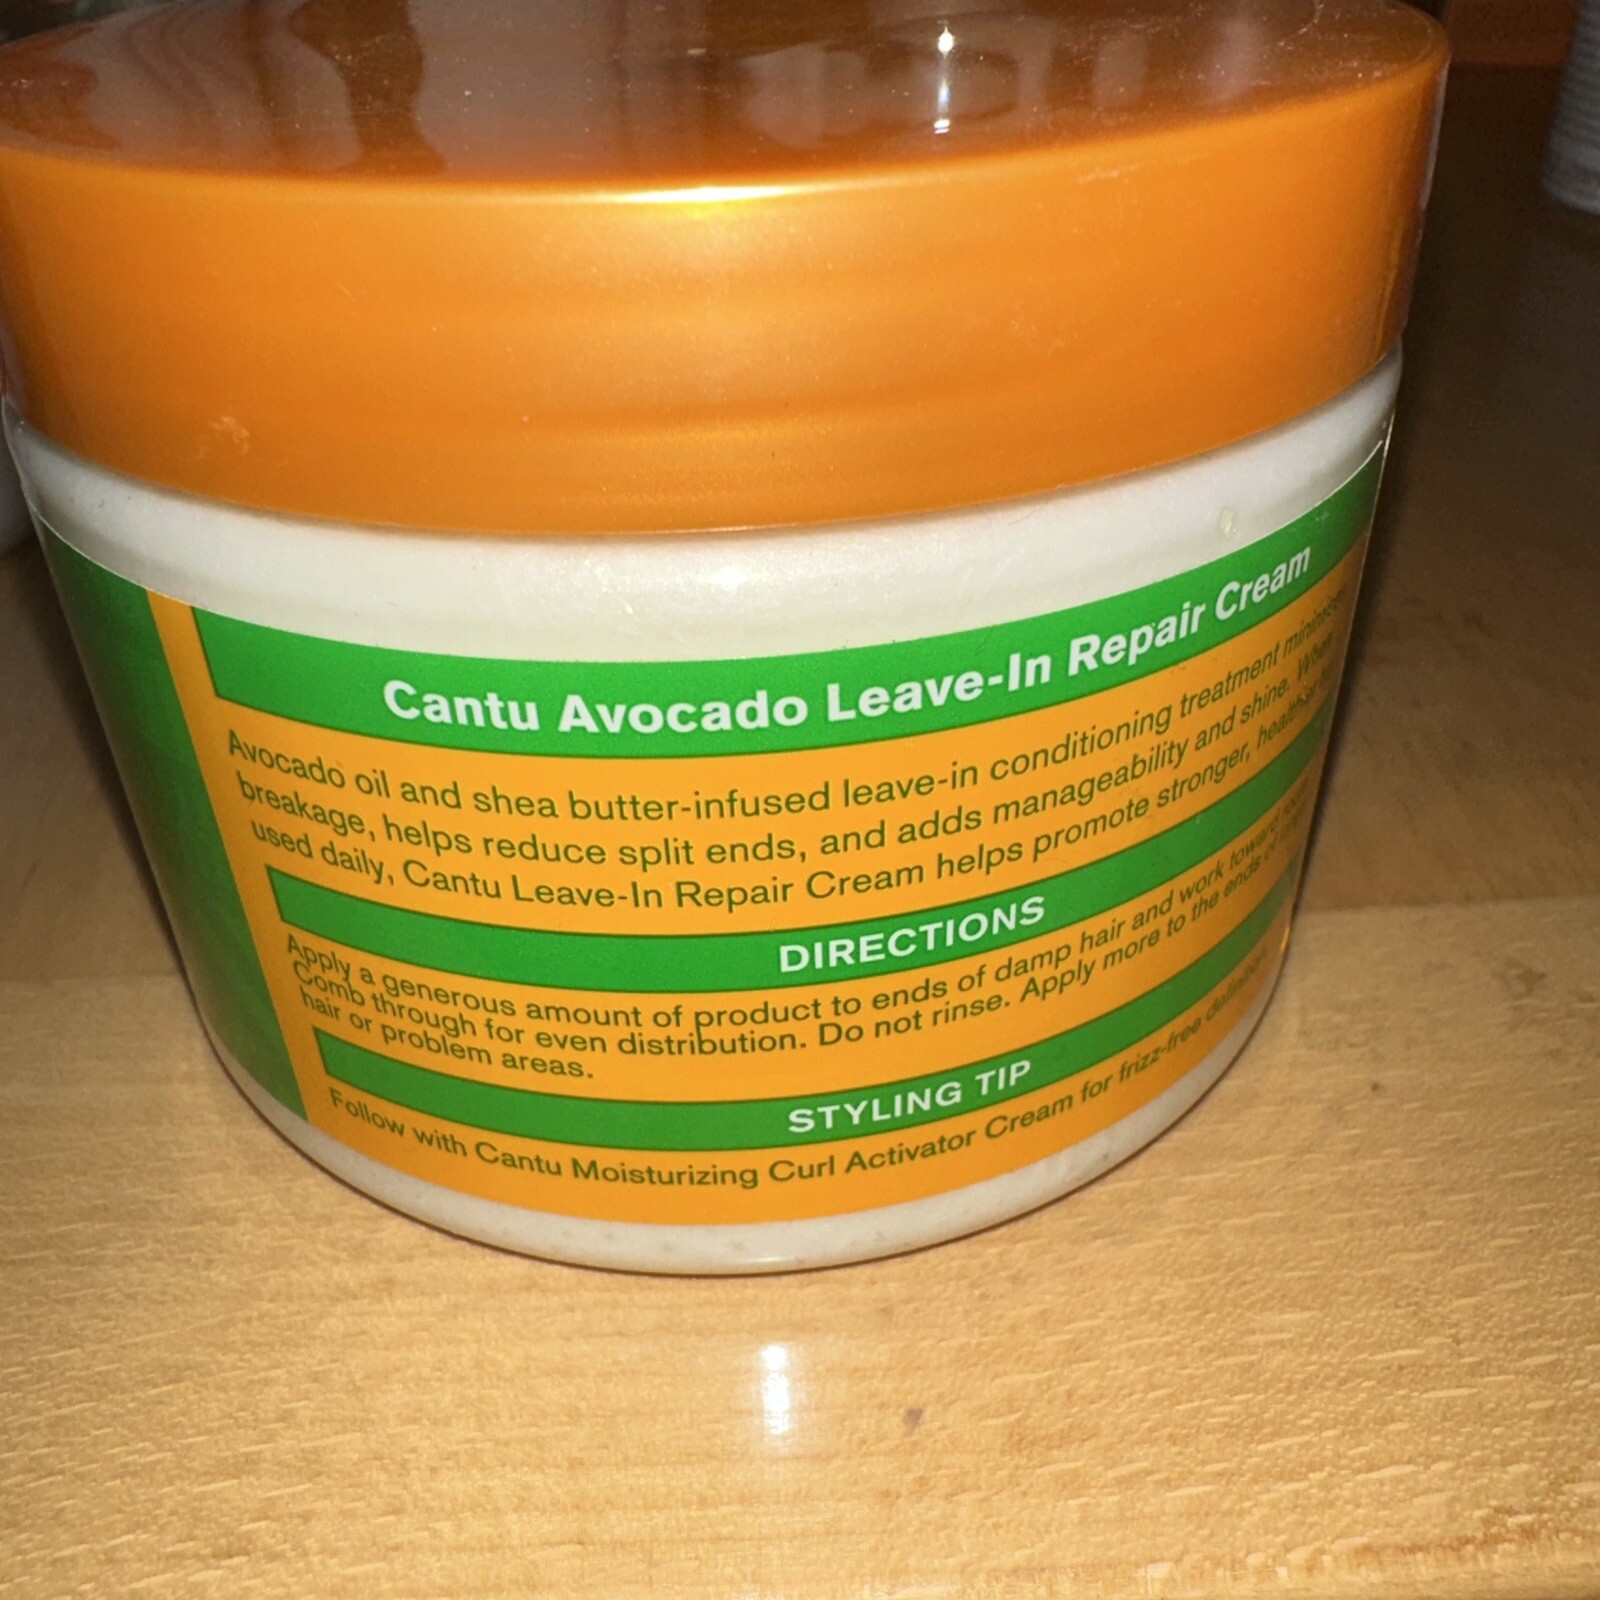 Cantu Avocado Leave-In Repair Cream
Avocado oil and shea butter-infused leave-in conditioning treatment
breakage, helps reduce split ends, and adds manageability and shine. When
used daily, Cantu Leave-In Repair Cream helps promote stronger, healthier
DIRECTIONS
Apply a generous amount of product to ends of damp hair and work toward
Comb through for even distribution. Do not rinse. Apply more to the ends of
hair or problem areas.
STYLING TIP
Follow with Cantu Moisturizing Curl Activator Cream for frizz-free definition.